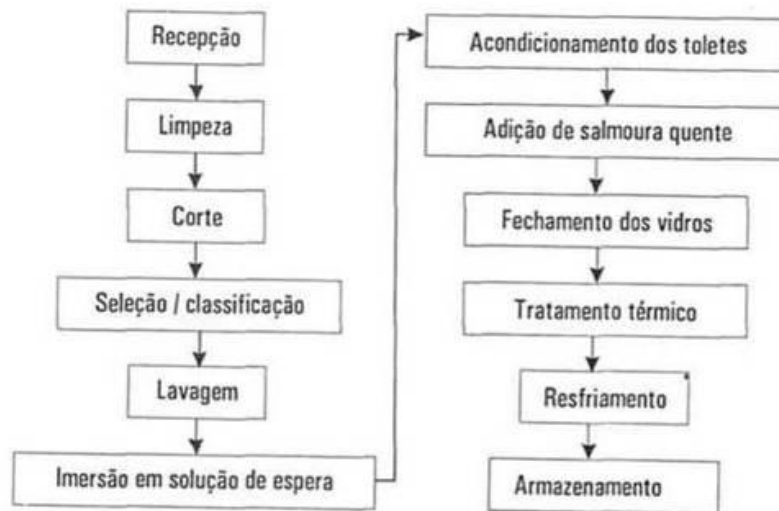 Recepção
Limpeza
Corte
Seleção / classificação
Lavagem
Imersão em solução de espera
Acondicionamento dos toletes
Adição de salmoura quente
Fechamento dos vidros
Tratamento térmico
Resfriamento
Armazenamento